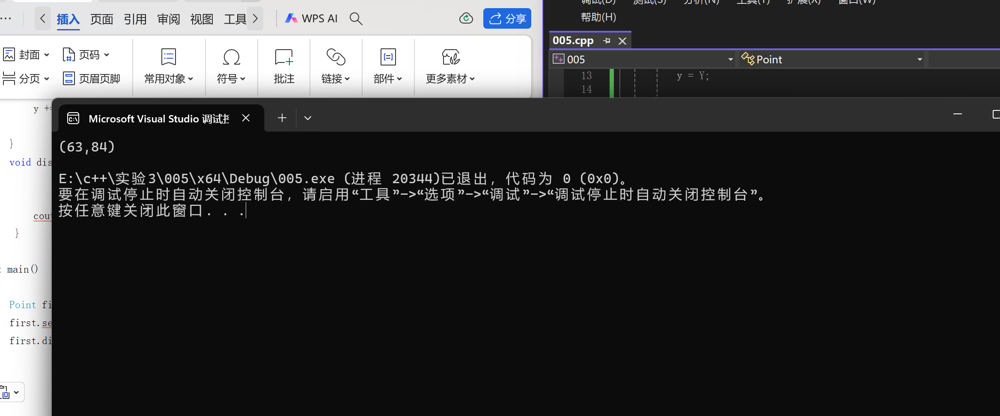 调试(D) 测试(S) 分析(N) 工具(T) 扩展(X) 窗口(W)
帮助(H)
插入 页面 引用 审阅 视图 工具 WPS AI 分享
封面 页码
分页 页眉页脚 常用对象 符号 批注 链接 部件 更多素材
005.cpp
005 Point
13 y = Y;
14
y +=
}
void dis
cout
}
main()
Point fi
first.se
first.di
Microsoft Visual Studio 调试控
(63,84)
E:\c++\实验3\005\x64\Debug\005.exe (进程 20344)已退出，代码为 0 (0x0)。
要在调试停止时自动关闭控制台，请启用“工具”->“选项”->“调试”->“调试停止时自动关闭控制台”。
按任意键关闭此窗口. . .